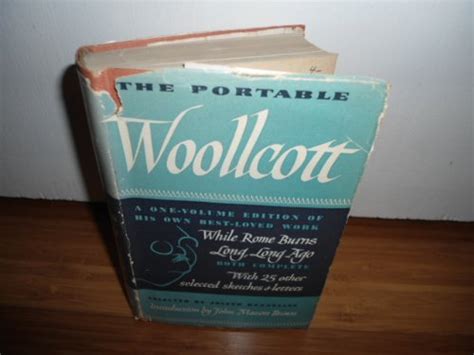 THE PORTABLE
Woollcott
A ONE-VOLUME EDITION OF
HIS OWN BEST-LOVED WORK
While Rome Burns
Long, Long Ago
BOTH COMPLETE
With 25 other
selected sketches & letters
SELECTED BY JOSEPH HENNESSEY
Introduction by John Mason Brown